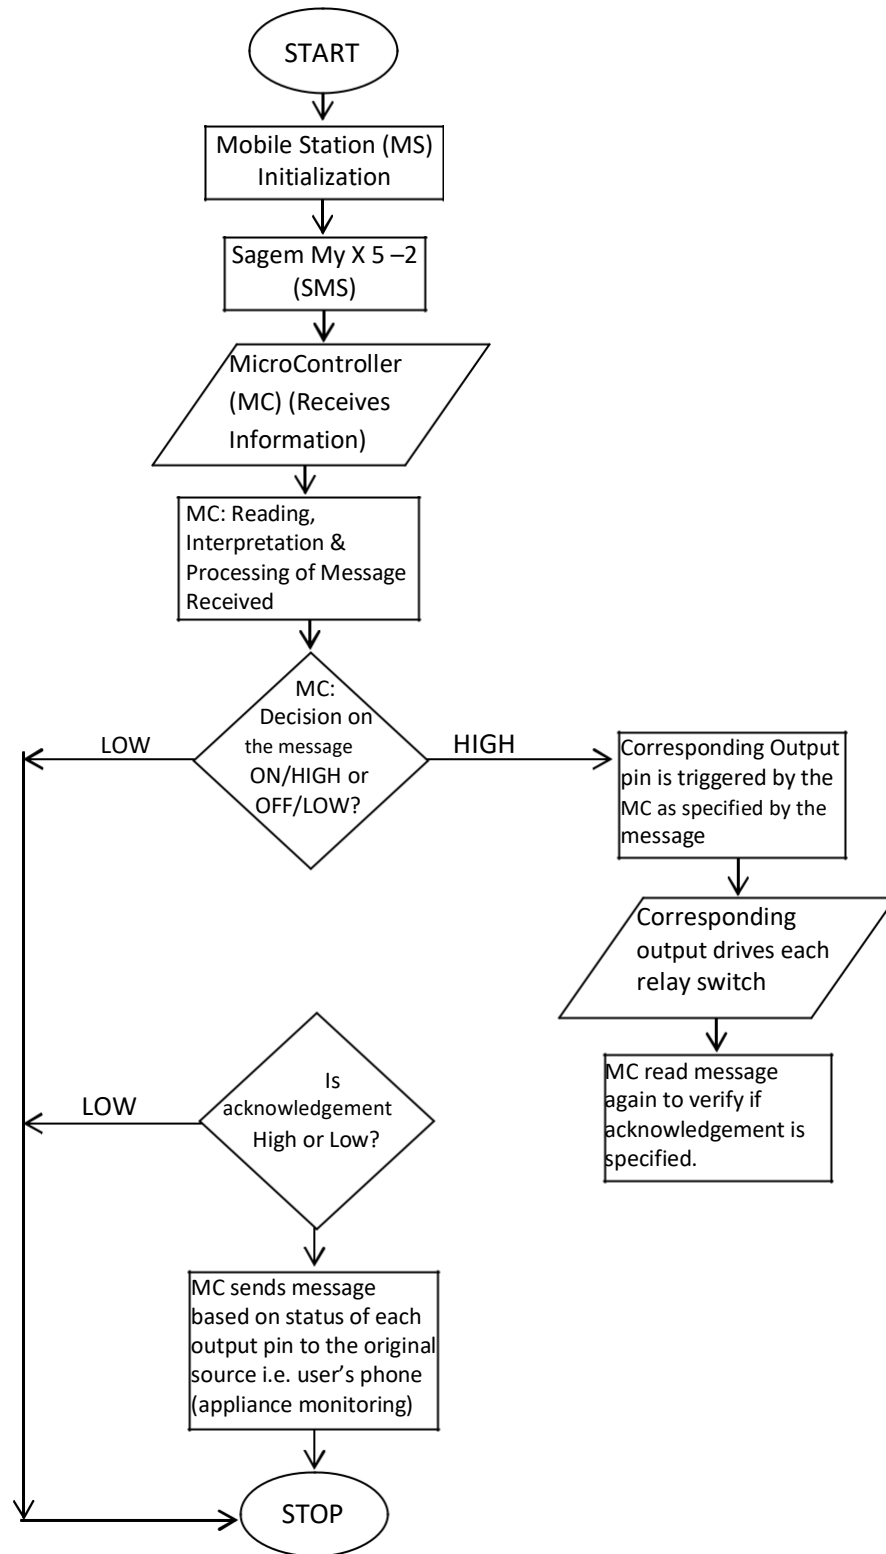 START
Mobile Station (MS)
Initialization
Sagem My X 5 –2
(SMS)
MicroController
(MC) (Receives
Information)
MC: Reading,
Interpretation &
Processing of Message
Received
MC:
Decision on
the message
ON/HIGH or
OFF/LOW?
LOW
HIGH
Corresponding Output
pin is triggered by the
MC as specified by the
message
Corresponding
output drives each
relay switch
MC read message
again to verify if
acknowledgement is
specified.
Is
acknowledgement
High or Low?
LOW
MC sends message
based on status of each
output pin to the original
source i.e. user’s phone
(appliance monitoring)
STOP